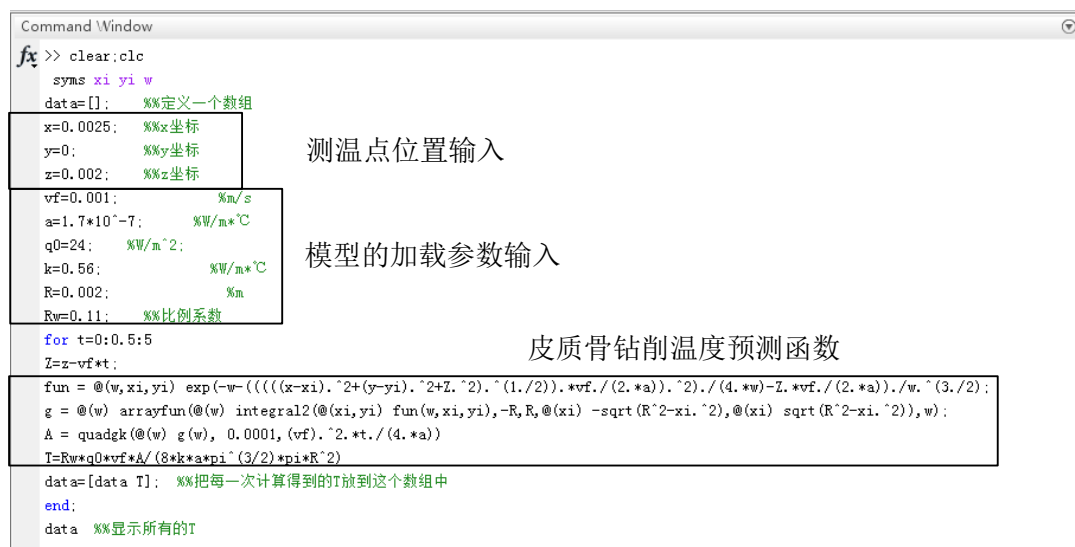 Command Window
fx >> clear;clc
syms xi yi w
data=[]; %%定义一个数组
x=0.0025; %%x坐标
y=0; %%y坐标
测温点位置输入
z=0.002; %%z坐标
vf=0.001; %m/s
a=1.7*10^-7; %W/m*℃
q0=24; %W/m^2;
模型的加载参数输入
k=0.56; %W/m*℃
R=0.002; %m
Rw=0.11; %%比例系数
for t=0:0.5:5
皮质骨钻削温度预测函数
Z=z-vf*t;
fun = @(w,xi,yi) exp(-w-(((((x-xi).^2+(y-yi).^2+Z.^2).^(1./2)).*vf./(2.*a)).^2)./(4.*w)-Z.*vf./(2.*a))./w.^(3./2);
g = @(w) arrayfun(@(w) integral2(@(xi,yi) fun(w,xi,yi),-R,R,@(xi) -sqrt(R^2-xi.^2),@(xi) sqrt(R^2-xi.^2)),w);
A = quadgk(@(w) g(w), 0.0001,(vf).^2.*t./(4.*a))
T=Rw*q0*vf*A/(8*k*a*pi^(3/2)*pi*R^2)
data=[data T]; %%把每一次计算得到的T放到这个数组中
end;
data %%显示所有的T